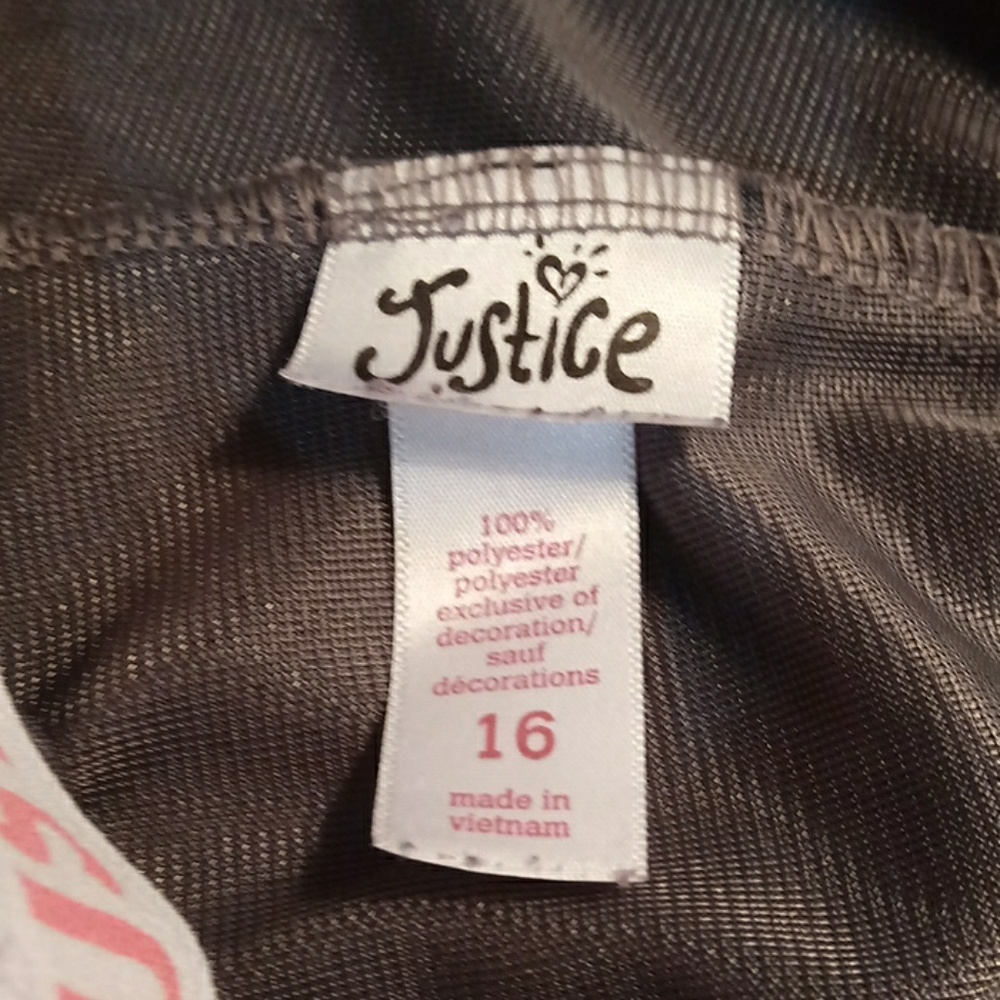 Justice
100%
polyester/
polyester
exclusive of
decoration/
sauf
décorations
16
made in
vietnam